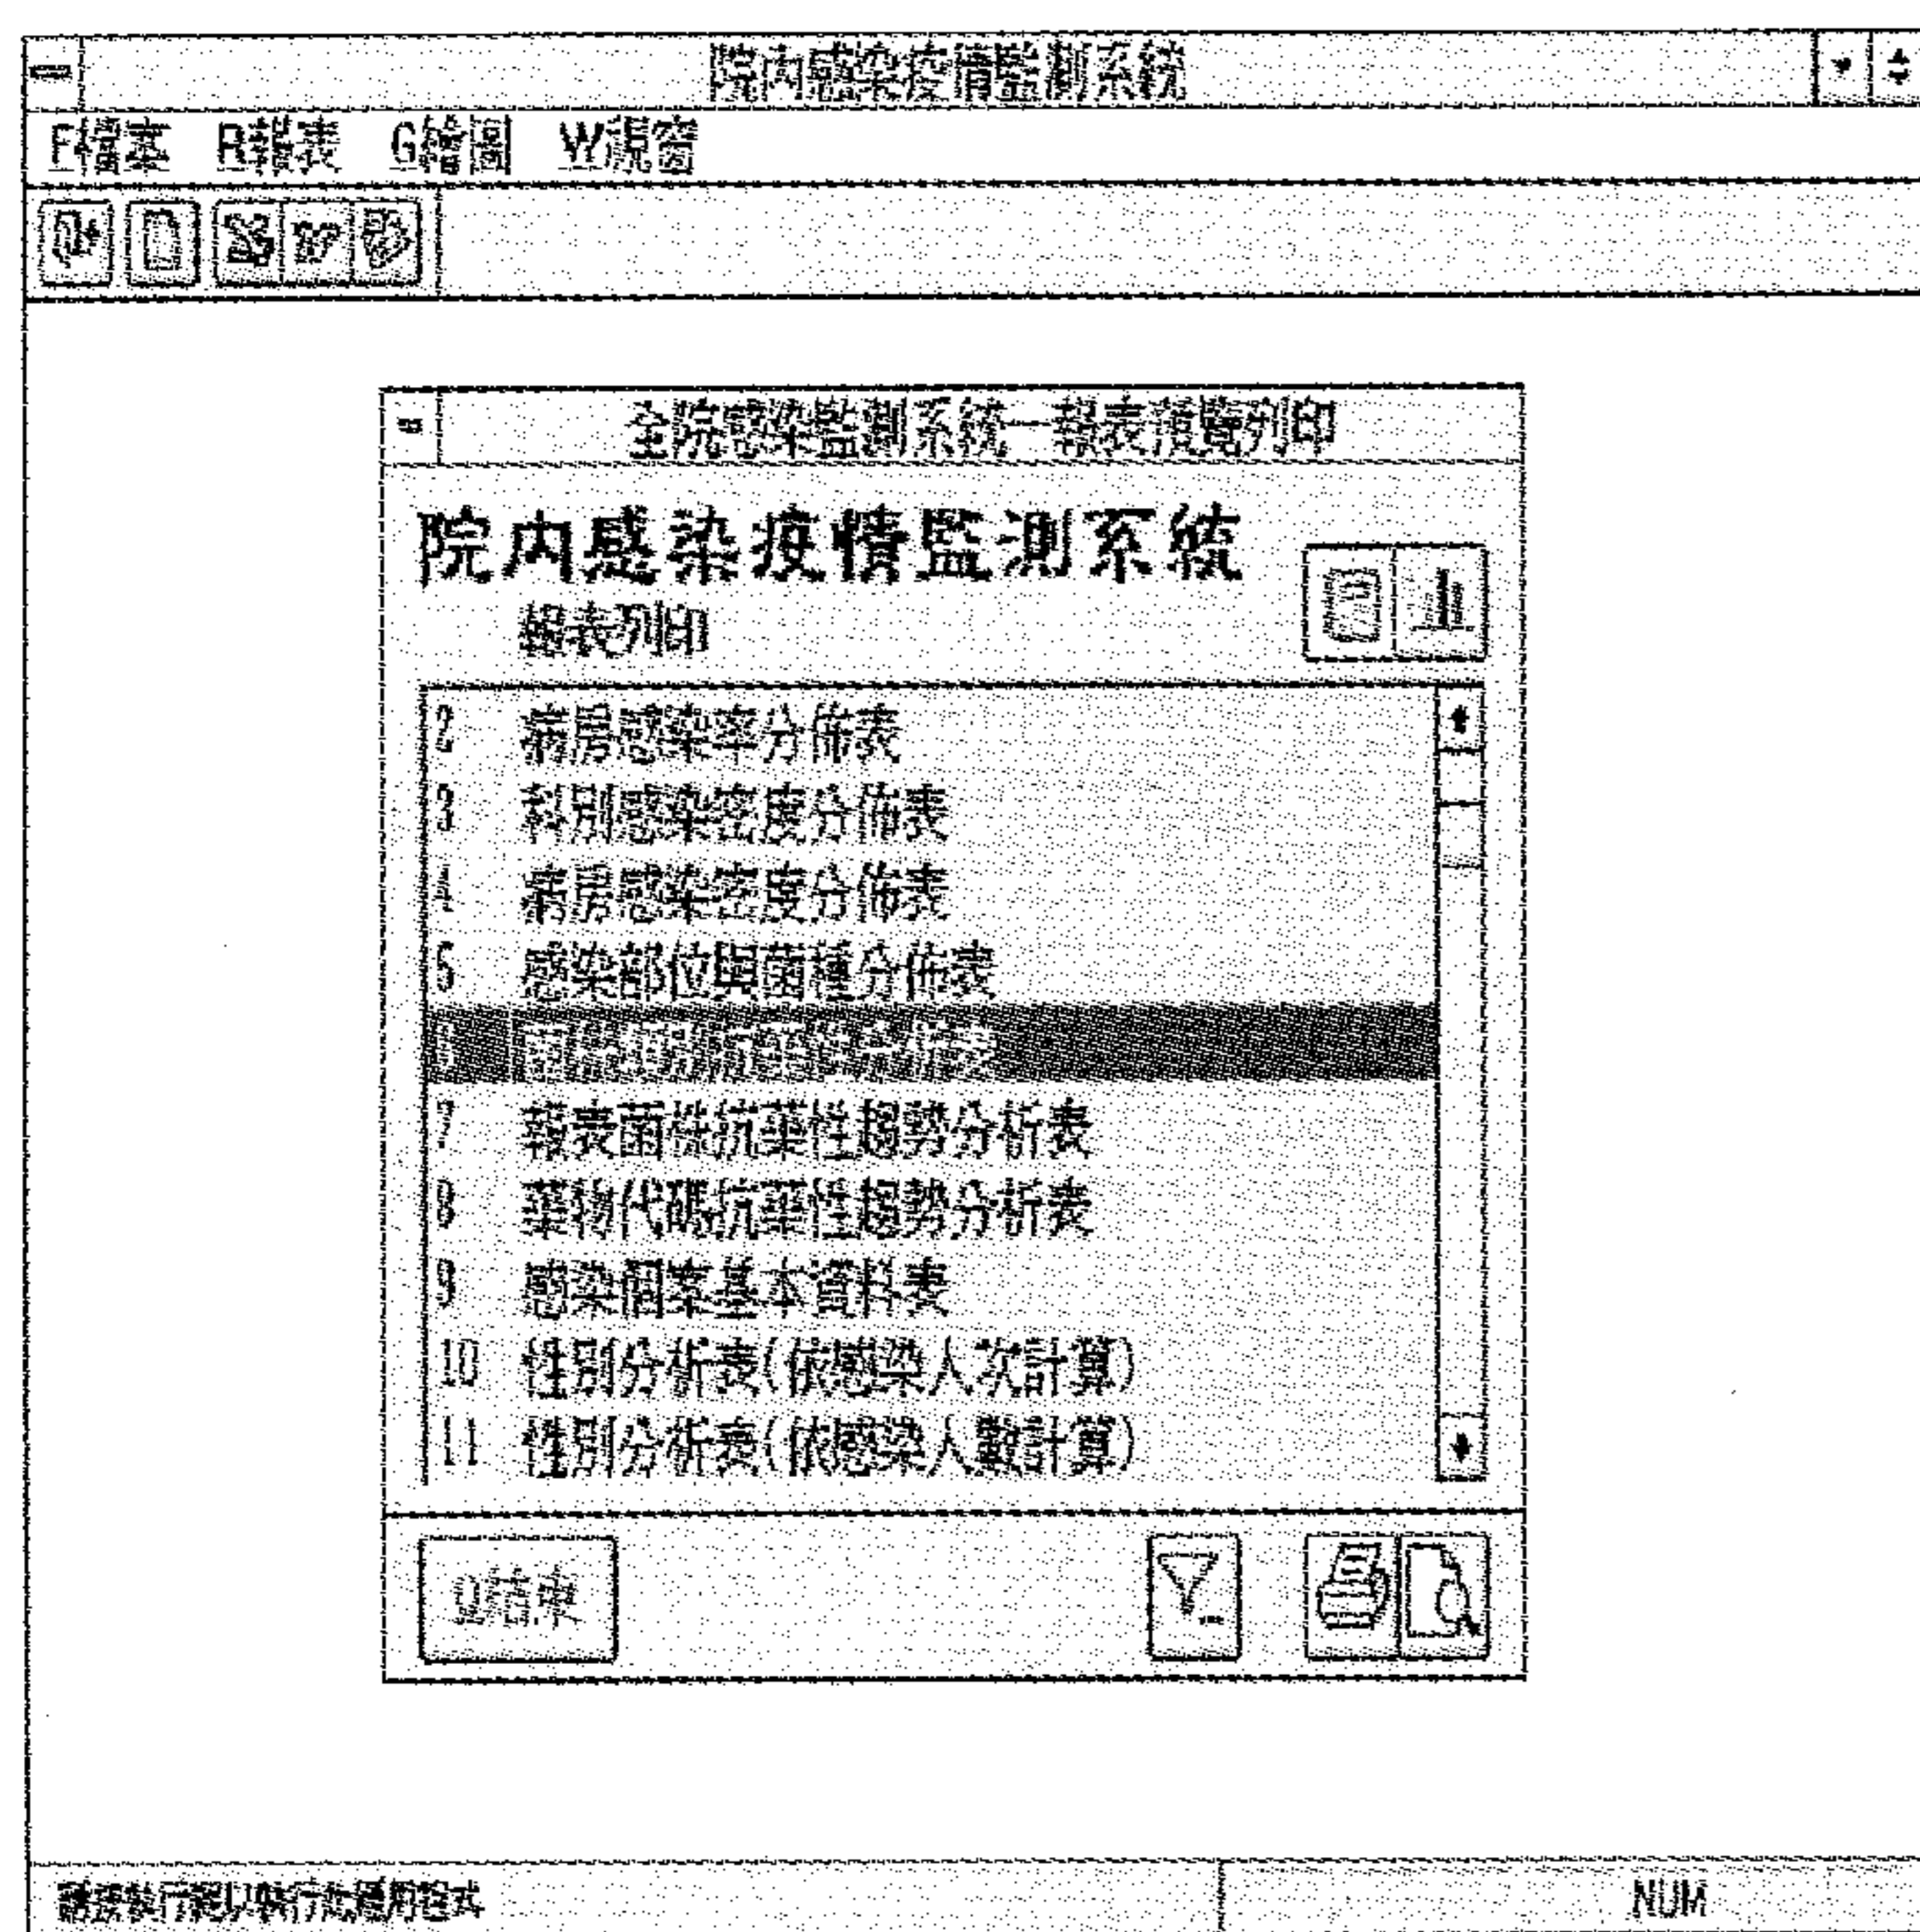 院內感染疫情監測系統
F檔案 R報表 G繪圖 W視窗
全院感染監測系統-報表預覽列印
院內感染疫情監測系統
報表列印
2 病房感染率分佈表
3 科別感染密度分佈表
4 病房感染密度分佈表
5 感染部位與菌種分佈表
7 報表菌株抗藥性趨勢分析表
8 藥物代碼抗藥性趨勢分析表
9 感染個案基本資料表
10 性別分析表(依感染人次計算)
11 性別分析表(依感染人數計算)
Q結束
NUM